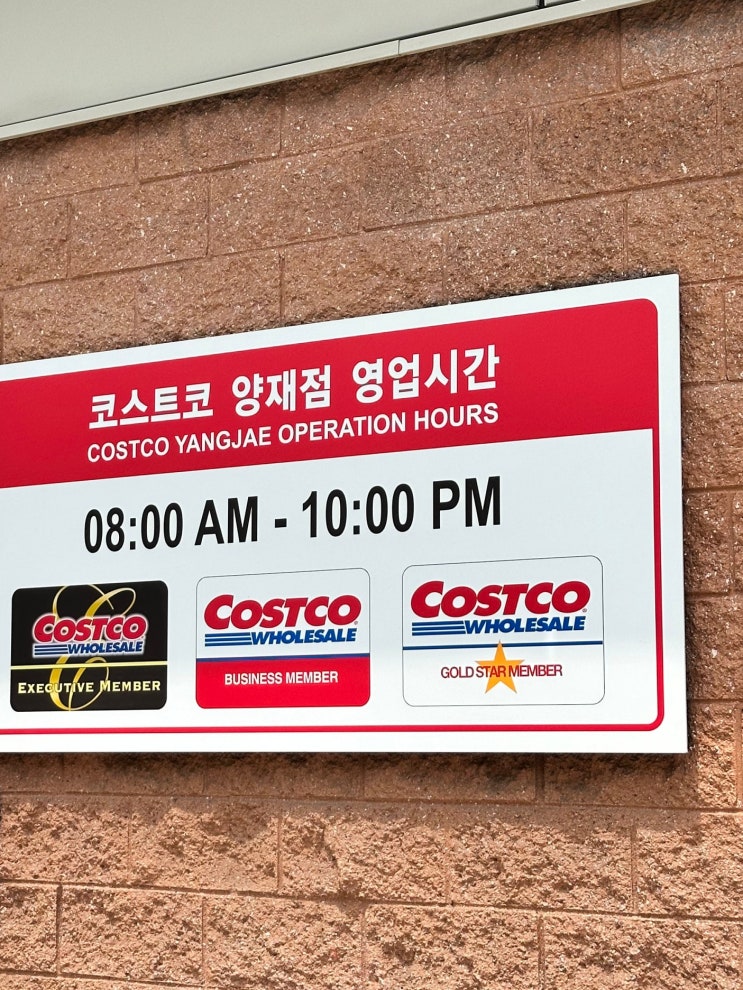 코스트코 양재점 영업시간
COSTCO YANGJAE OPERATION HOURS
08:00 AM - 10:00 PM
COSTCO
WHOLESALE
EXECUTIVE MEMBER
COSTCO
WHOLESALE
BUSINESS MEMBER
COSTCO
WHOLESALE
GOLD STAR MEMBER